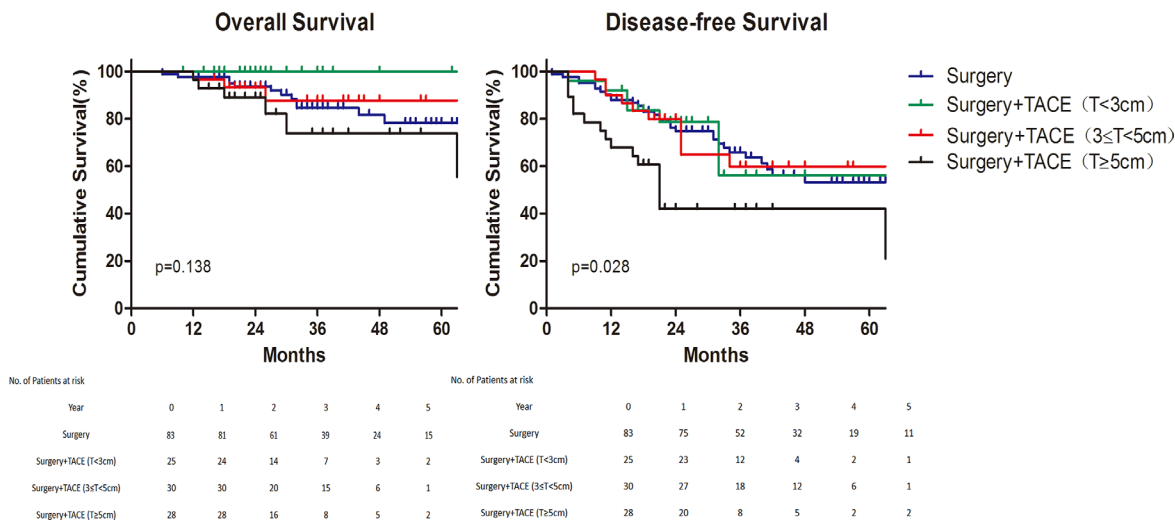 Overall Survival
Disease-free Survival
Cumulative Survival(%)
100
80
60
40
20
0
p=0.138
0 12 24 36 48 60
Months
Cumulative Survival(%)
100
80
60
40
20
0
p=0.028
0 12 24 36 48 60
Months
Surgery
Surgery+TACE（T<3cm）
Surgery+TACE（3≤T<5cm）
Surgery+TACE（T≥5cm）
No. of Patients at risk
Year 0 1 2 3 4 5
Surgery 83 81 61 39 24 15
Surgery+TACE (T<3cm) 25 24 14 7 3 2
Surgery+TACE (3≤T<5cm) 30 30 20 15 6 1
Surgery+TACE (T≥5cm) 28 28 16 8 5 2
No. of Patients at risk
Year 0 1 2 3 4 5
Surgery 83 75 52 32 19 11
Surgery+TACE (T<3cm) 25 23 12 4 2 1
Surgery+TACE (3≤T<5cm) 30 27 18 12 6 1
Surgery+TACE (T≥5cm) 28 20 8 5 2 2